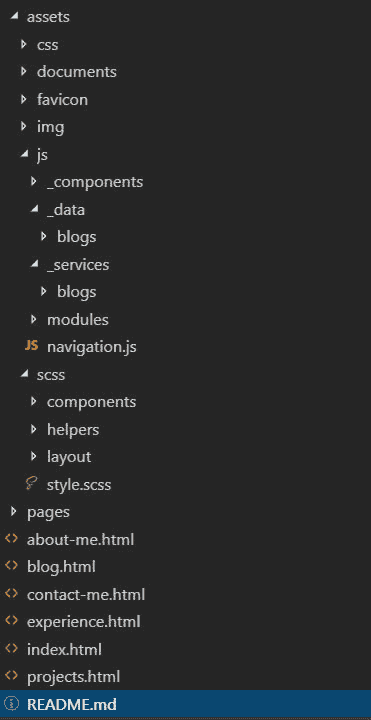 assets
css
documents
favicon
img
js
_components
_data
blogs
_services
blogs
modules
JS navigation.js
scss
components
helpers
layout
style.scss
pages
about-me.html
blog.html
contact-me.html
experience.html
index.html
projects.html
README.md